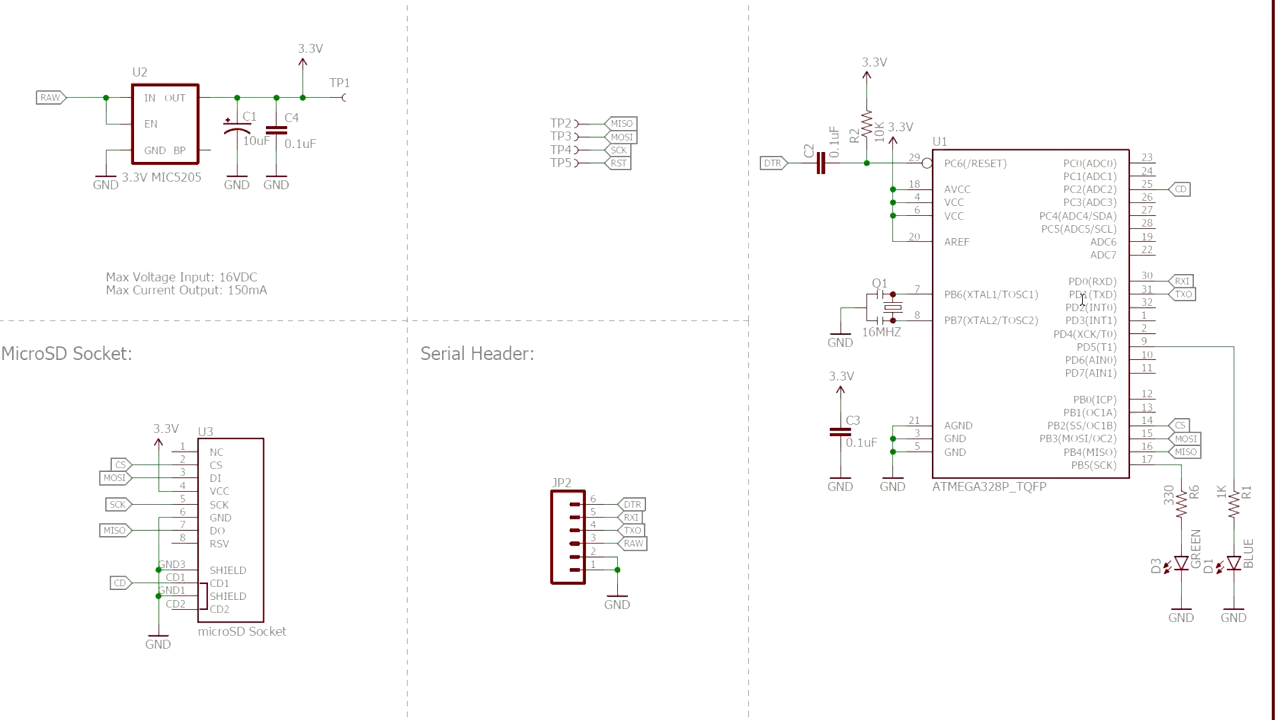 3.3V
U2
TP1
RAW
IN OUT
EN
GND BP
C1
10uF
C4
0.1uF
GND
3.3V MIC5205
GND
GND
Max Voltage Input: 16VDC
Max Current Output: 150mA
TP2 MISO
TP3 MOSI
TP4 SCK
TP5 RST
3.3V
R2
10K
3.3V
C2
0.1uF
DTR
U1
29 PC6(/RESET)
18 AVCC
4 VCC
6 VCC
20 AREF
7 PB6(XTAL1/TOSC1)
8 PB7(XTAL2/TOSC2)
21 AGND
3 GND
5 GND
PC0(ADC0) 23
PC1(ADC1) 24
PC2(ADC2) 25 CD
PC3(ADC3) 26
PC4(ADC4/SDA) 27
PC5(ADC5/SCL) 28
ADC6 19
ADC7 22
PD0(RXD) 30 RXI
PD1(TXD) 31 TXO
PD2(INT0) 32
PD3(INT1) 1
PD4(XCK/T0) 2
PD5(T1) 9
PD6(AIN0) 10
PD7(AIN1) 11
PB0(ICP) 12
PB1(OC1A) 13
PB2(SS/OC1B) 14 CS
PB3(MOSI/OC2) 15 MOSI
PB4(MISO) 16 MISO
PB5(SCK) 17
ATMEGA328P_TQFP
Q1
16MHZ
GND
3.3V
C3
0.1uF
GND
GND
330
R6
1K
R1
D3
GREEN
D1
BLUE
GND
GND
MicroSD Socket:
3.3V
U3
1 NC
CS 2 CS
MOSI 3 DI
4 VCC
SCK 5 SCK
6 GND
MISO 7 DO
8 RSV
GND3 SHIELD
CD CD1 CD1
GND1 SHIELD
CD2 CD2
GND
microSD Socket
Serial Header:
JP2
6 DTR
5 RXI
4 TXO
3 RAW
2
1
GND